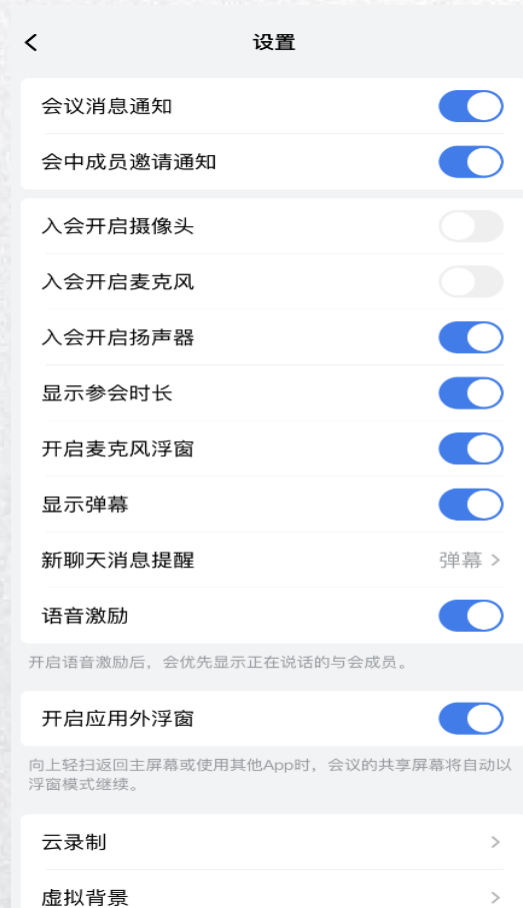 设置
会议消息通知
会中成员邀请通知
入会开启摄像头
入会开启麦克风
入会开启扬声器
显示参会时长
开启麦克风浮窗
显示弹幕
新聊天消息提醒 弹幕
语音激励
开启语音激励后，会优先显示正在说话的与会成员。
开启应用外浮窗
向上轻扫返回主屏幕或使用其他App时，会议的共享屏幕将自动以
浮窗模式继续。
云录制
虚拟背景